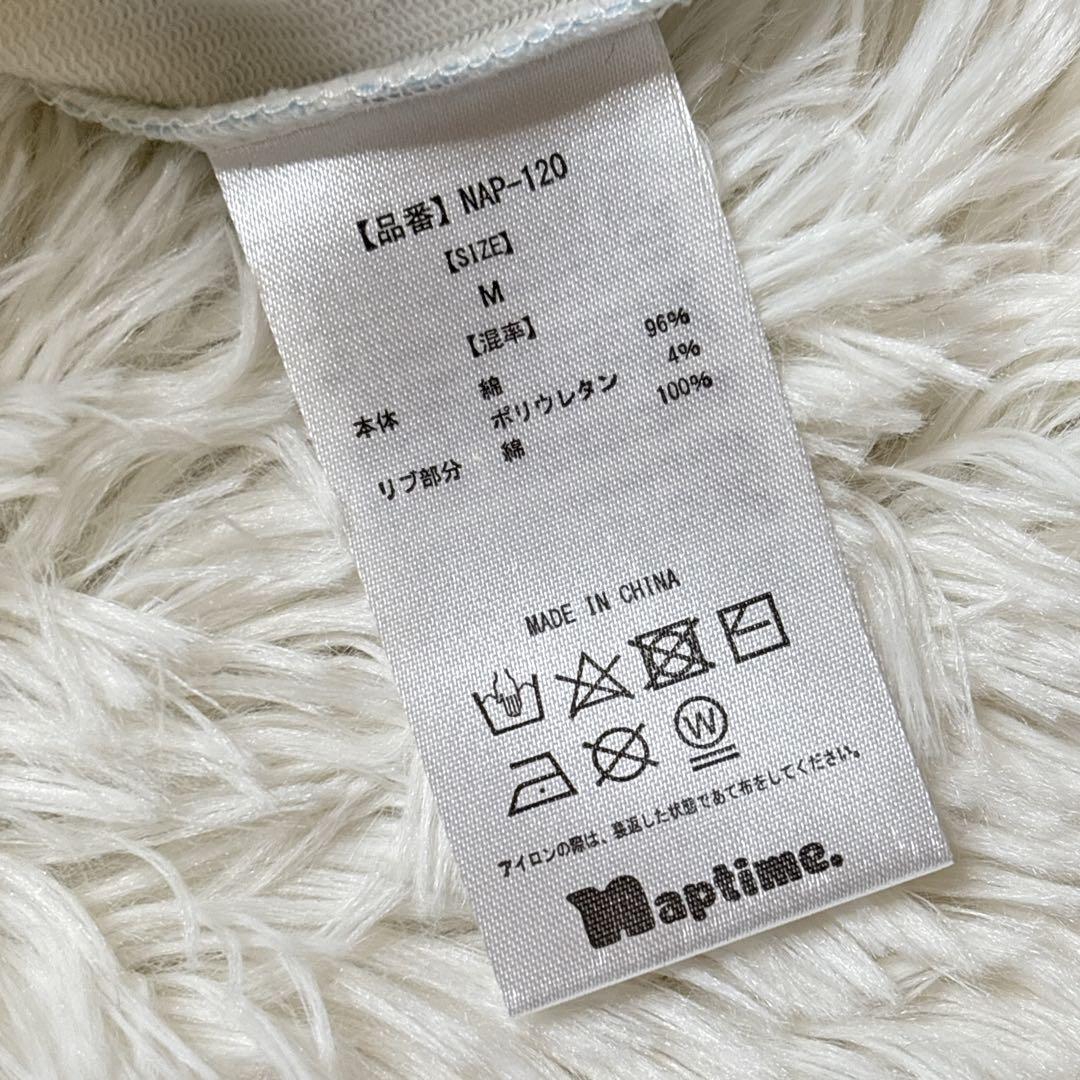 【品番】NAP-120
【SIZE】
M
【混率】
本体 綿 96%
ポリウレタン 4%
リブ部分 綿 100%
MADE IN CHINA
W
アイロンの際は、裏返した状態であて布をしてください。
Maptime.